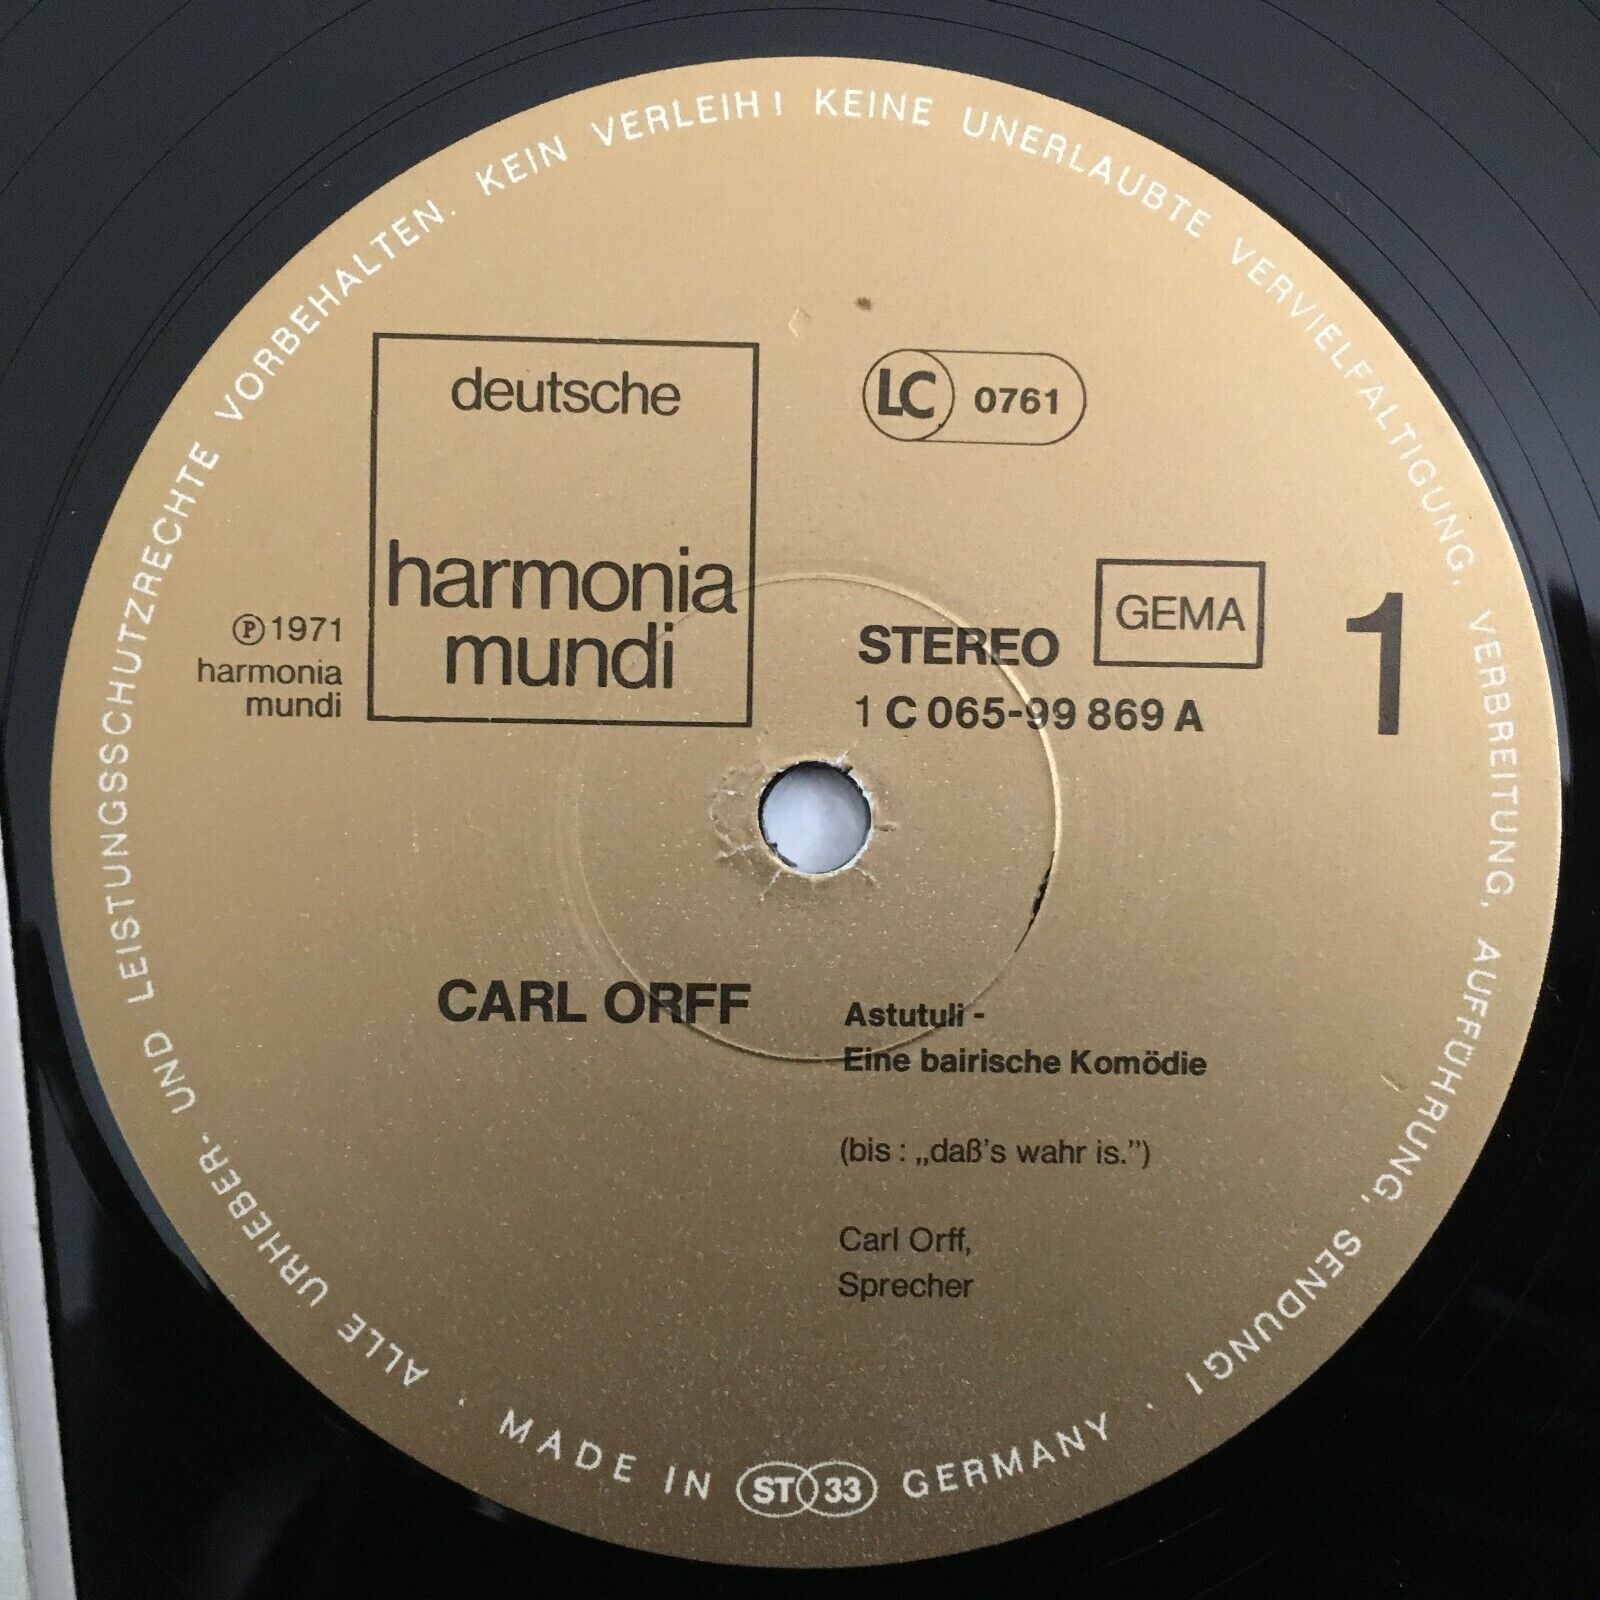 ALLE URHEBER- UND LEISTUNGSSCHUTZRECHTE VORBEHALTEN. KEIN VERLEIH! KEINE UNERLAUBTE VERVIELFÄLTIGUNG, VERBREITUNG, AUFFÜHRUNG, SENDUNG!
deutsche
harmonia
mundi
LC 0761
℗ 1971
harmonia
mundi
STEREO
GEMA
1
1 C 065-99 869 A
CARL ORFF
Astutuli -
Eine bairische Komödie
(bis : „daß's wahr is.”)
Carl Orff,
Sprecher
· MADE IN ST 33 GERMANY ·